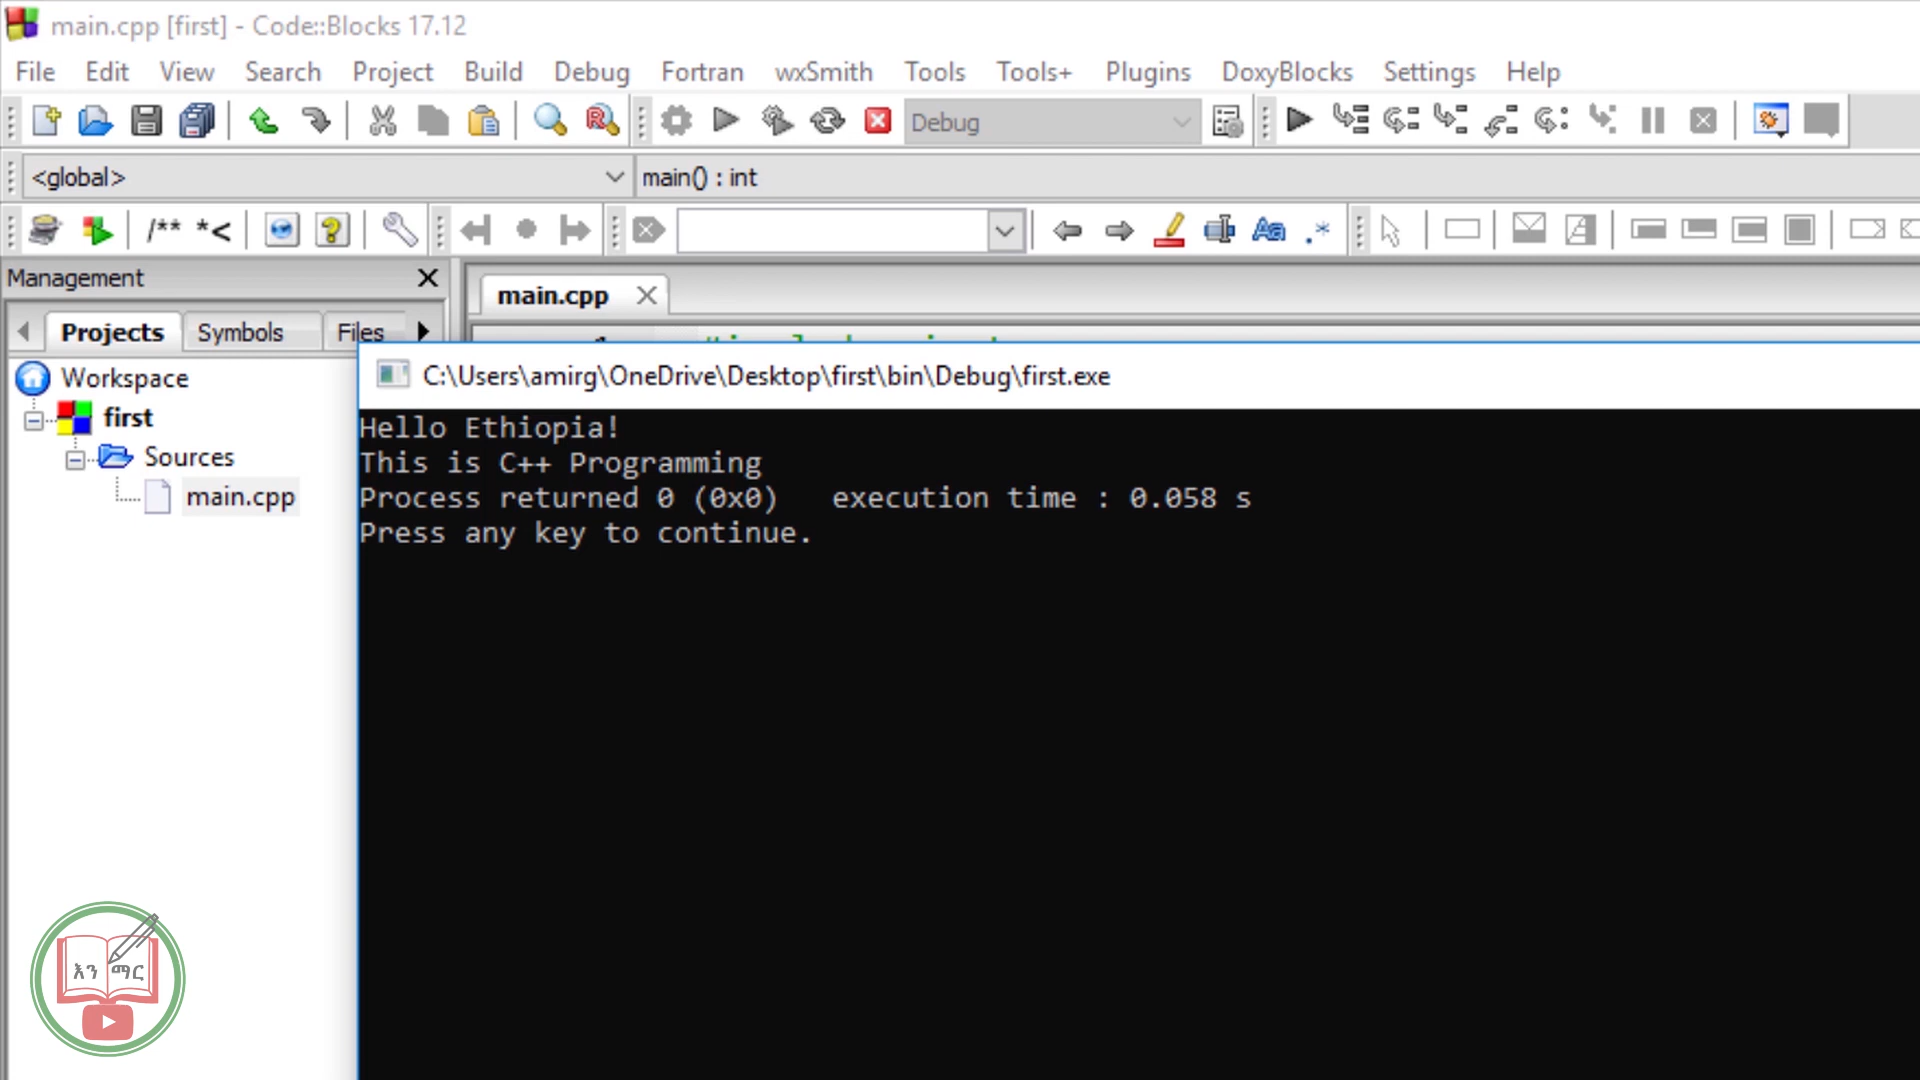 main.cpp [first] - Code::Blocks 17.12
File Edit View Search Project Build Debug Fortran wxSmith Tools Tools+ Plugins DoxyBlocks Settings Help
Debug
<global> main() : int
/** *<
Management
main.cpp
Projects Symbols Files
Workspace
first
Sources
main.cpp
C:\Users\amirg\OneDrive\Desktop\first\bin\Debug\first.exe
Hello Ethiopia!
This is C++ Programming
Process returned 0 (0x0) execution time : 0.058 s
Press any key to continue.
እን ማር